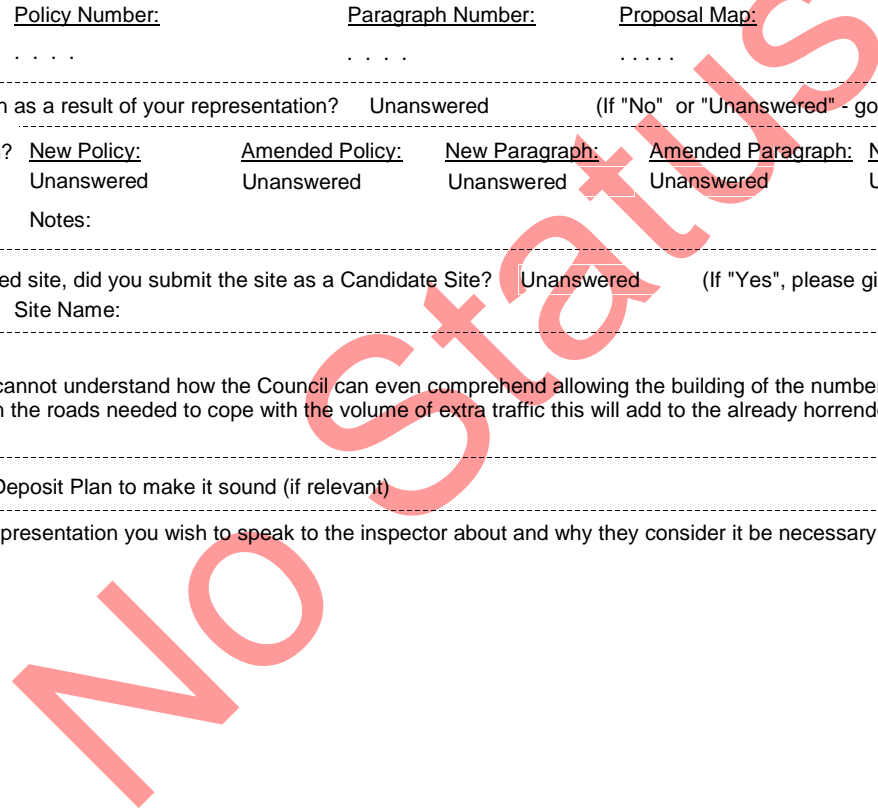 Policy Number: Paragraph Number: Proposal Map:
. . . . . . . . . . . . .
n as a result of your representation? Unanswered (If "No" or "Unanswered" - go
? New Policy: Amended Policy: New Paragraph: Amended Paragraph: N
Unanswered Unanswered Unanswered Unanswered U
Notes:
ed site, did you submit the site as a Candidate Site? Unanswered (If "Yes", please gi
Site Name:
cannot understand how the Council can even comprehend allowing the building of the number
n the roads needed to cope with the volume of extra traffic this will add to the already horrend
Deposit Plan to make it sound (if relevant)
presentation you wish to speak to the inspector about and why they consider it be necessary
No Status